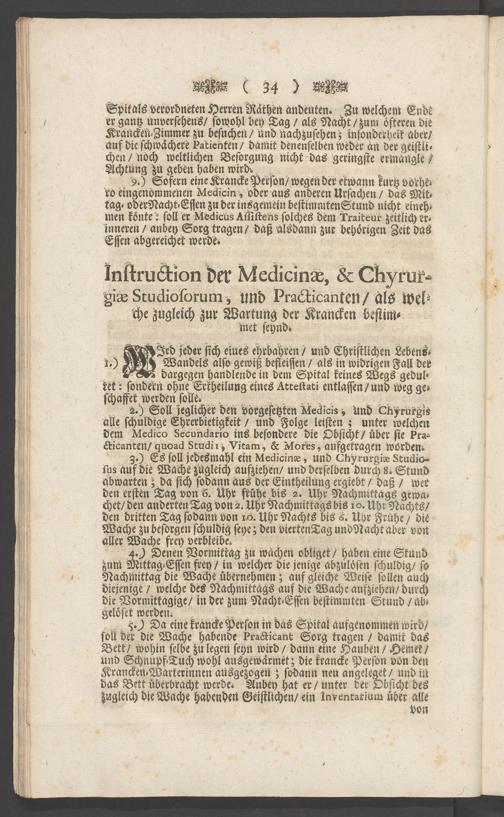 ( 34 )
Spitals verordneten Herren Räthen andeuten. Zu welchem Ende
er gantz unversehens/ sowohl bey Tag/ als Nacht/ zum öfteren die
Krancken-Zimmer zu besuchen/ und nachzusehen; insonderheit aber/
auf die schwächere Patienten/ damit denenselben weder an der geistli-
chen/ noch weltlichen Besorgung nicht das geringste ermangle/
Achtung zu geben haben wird.
9.) Sofern eine Krancke Person/ wegen der etwann kurtz vorhe-
ro eingenommenen Medicin, oder aus anderen Ursachen/ das Mit-
tag- oder Nacht-Essen zu der insgemein bestimmten Stund nicht eineh-
men könte: soll er Medicus Assistens solches dem Traiteur zeitlich er-
inneren/ anbey Sorg tragen/ daß alsdann zur behörigen Zeit das
Essen abgereichet werde.
Instruction der Medicinæ, & Chyrur-
giæ Studiosorum, und Practicanten/ als wel-
che zugleich zur Wartung der Krancken bestim-
met seynd.
1.) Wird jeder sich eines ehrbahren/ und Christlichen Lebens-
Wandels also gewiß befleissen/ als in widrigen Fall der
dargegen handlende in dem Spital keines Wegs gedul-
tet: sondern ohne Ertheilung eines Attestati entlassen/ und weg ge-
schaffet werden solle.
2.) Soll jeglicher den vorgesetzten Medicis, und Chyrurgis
alle schuldige Ehrerbietigkeit/ und Folge leisten; unter welchen
dem Medico Secundario ins besondere die Obsicht/ über sie Pra-
cticanten/ quoad Studia, Vitam, & Mores, aufgetragen worden.
3.) Es soll jedesmahl ein Medicinæ, und Chyrurgiæ Studio-
sus auf die Wache zugleich aufziehen/ und derselben durch 8. Stund
abwarten; da sich sodann aus der Eintheilung ergiebt/ daß/ wer
den ersten Tag von 6. Uhr frühe bis 2. Uhr Nachmittags gewa-
chet/ den anderten Tag von 2. Uhr Nachmittags bis 10. Uhr Nachts/
den dritten Tag sodann von 10. Uhr Nachts bis 6. Uhr Frühe/ die
Wache zu besorgen schuldig seye; den vierten Tag und Nacht aber von
aller Wache frey verbleibe.
4.) Denen Vormittag zu wachen obliget/ haben eine Stund
zum Mittag-Essen frey/ in welcher die jenige abzulösen schuldig/ so
Nachmittag die Wache übernehmen; auf gleiche Weise sollen auch
diejenige/ welche des Nachmittags auf die Wache aufziehen/ durch
die Vormittägige/ in der zum Nacht-Essen bestimmten Stund/ ab-
gelöset werden.
5.) Da eine krancke Person in das Spital aufgenommen wird/
soll der die Wache habende Practicant Sorg tragen/ damit das
Bett/ wohin selbe zu legen seyn wird/ dann eine Hauben/ Hemet/
und Schnupf-Tuch wohl ausgewärmet; die krancke Person von den
Krancken-Warterinnen ausgezogen; sodann neu angeleget/ und in
das Bett überbracht werde. Anbey hat er/ unter der Obsicht des
zugleich die Wache habenden Geistlichen/ ein Inventarium über alle
von